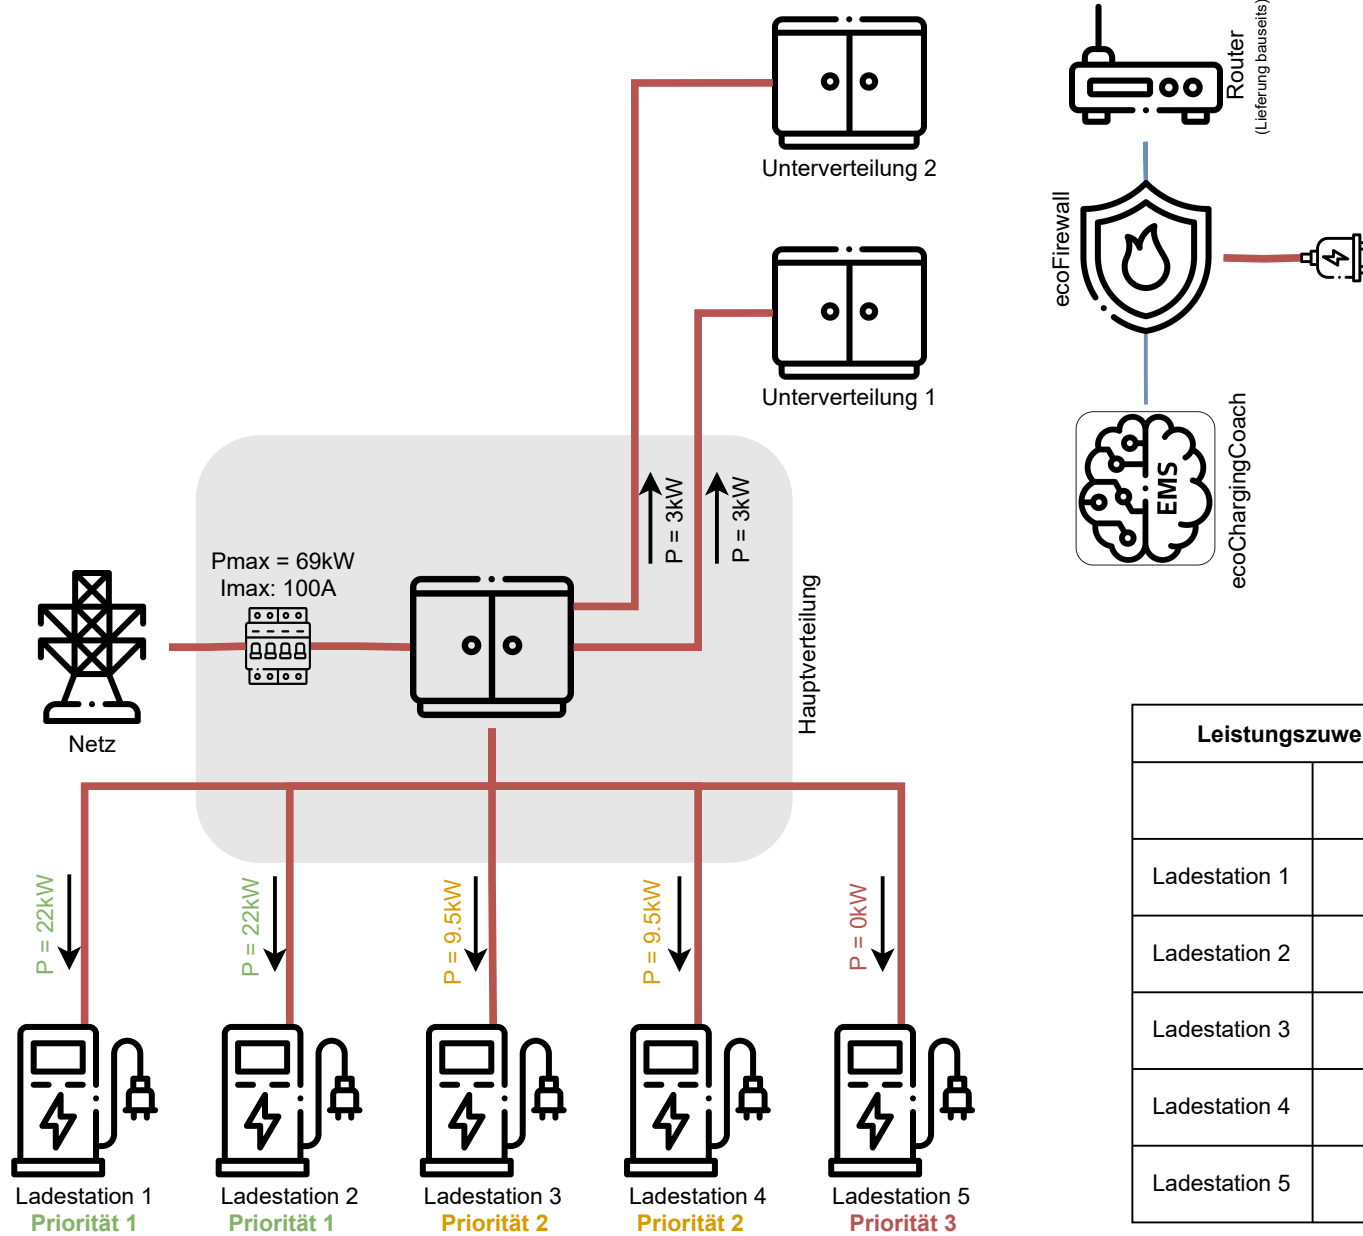 Unterverteilung 2
Router
(Lieferung bauseits)
ecoFirewall
Unterverteilung 1
EMS
ecoChargingCoach
P = 3kW
P = 3kW
Pmax = 69kW
Imax: 100A
Hauptverteilung
Netz
P = 22kW
P = 22kW
P = 9.5kW
P = 9.5kW
P = 0kW
Ladestation 1
Priorität 1
Ladestation 2
Priorität 1
Ladestation 3
Priorität 2
Ladestation 4
Priorität 2
Ladestation 5
Priorität 3
Leistungszuwe
Ladestation 1
Ladestation 2
Ladestation 3
Ladestation 4
Ladestation 5